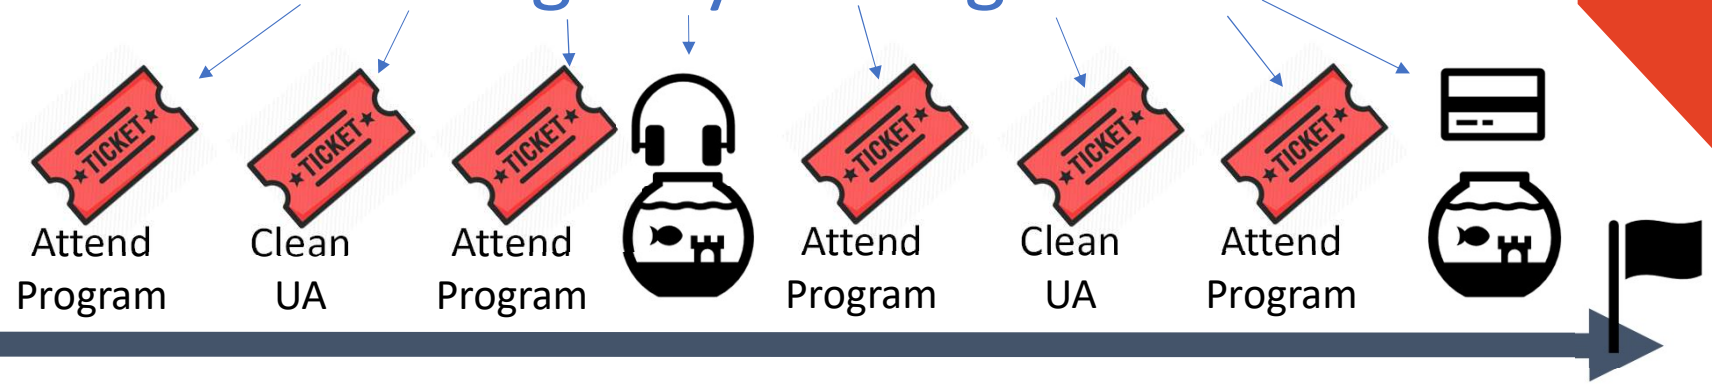 TICKET
TICKET
TICKET
TICKET
TICKET
TICKET
Attend
Program
Clean
UA
Attend
Program
Attend
Program
Clean
UA
Attend
Program